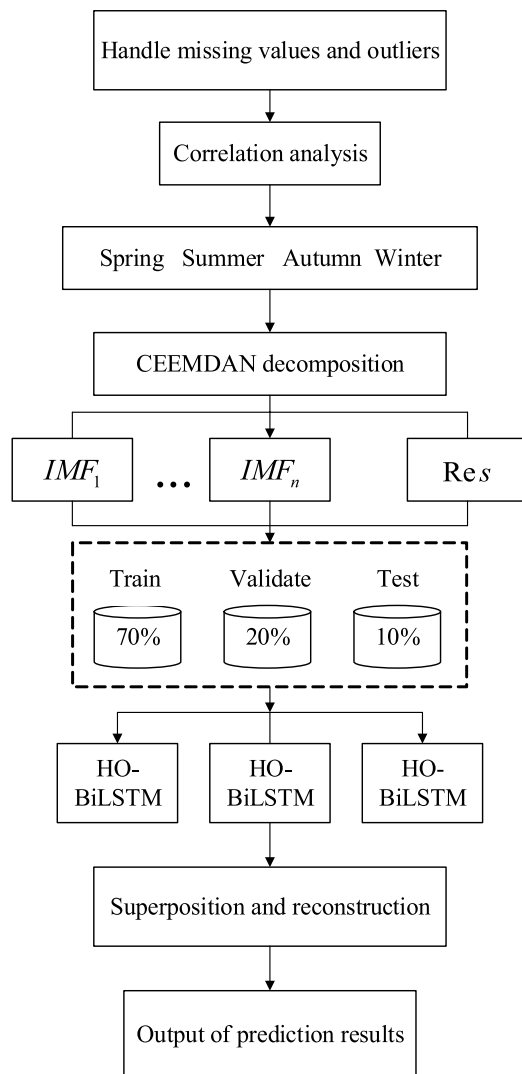 Handle missing values and outliers
Correlation analysis
Spring Summer Autumn Winter
CEEMDAN decomposition
IMF₁ ... IMFₙ Res
Train Validate Test
70% 20% 10%
HO- HO- HO-
BiLSTM BiLSTM BiLSTM
Superposition and reconstruction
Output of prediction results